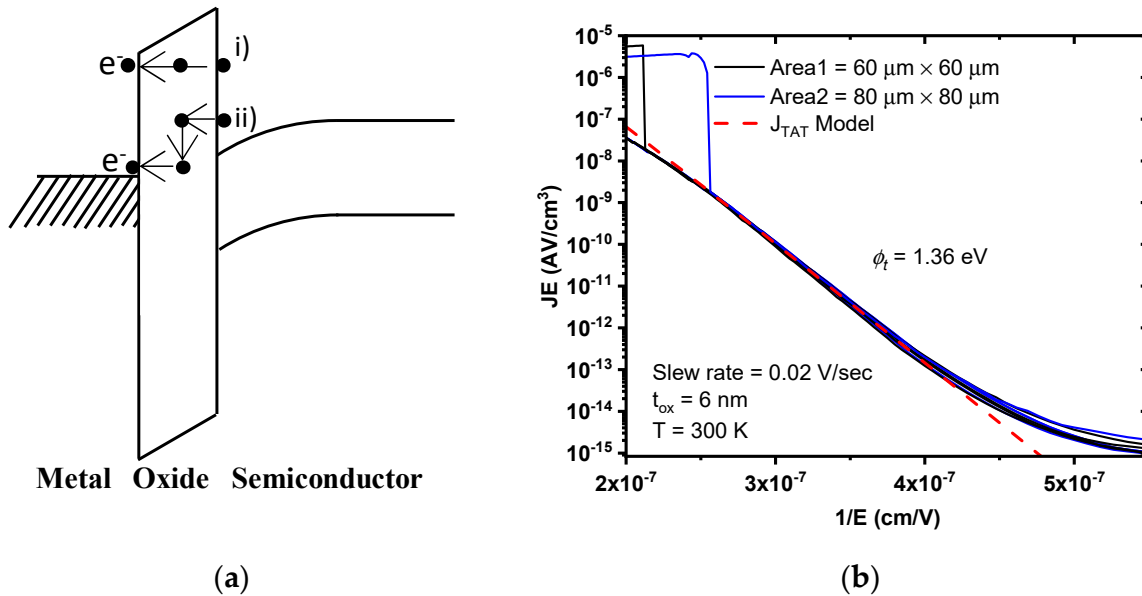 e⁻ i)
ii)
e⁻
Metal Oxide Semiconductor
(a)
JE (AV/cm³)
10⁻⁵
10⁻⁶
10⁻⁷
10⁻⁸
10⁻⁹
10⁻¹⁰
10⁻¹¹
10⁻¹²
10⁻¹³
10⁻¹⁴
10⁻¹⁵
Area1 = 60 μm × 60 μm
Area2 = 80 μm × 80 μm
J_TAT Model
ϕ_t = 1.36 eV
Slew rate = 0.02 V/sec
t_ox = 6 nm
T = 300 K
2x10⁻⁷ 3x10⁻⁷ 4x10⁻⁷ 5x10⁻⁷
1/E (cm/V)
(b)